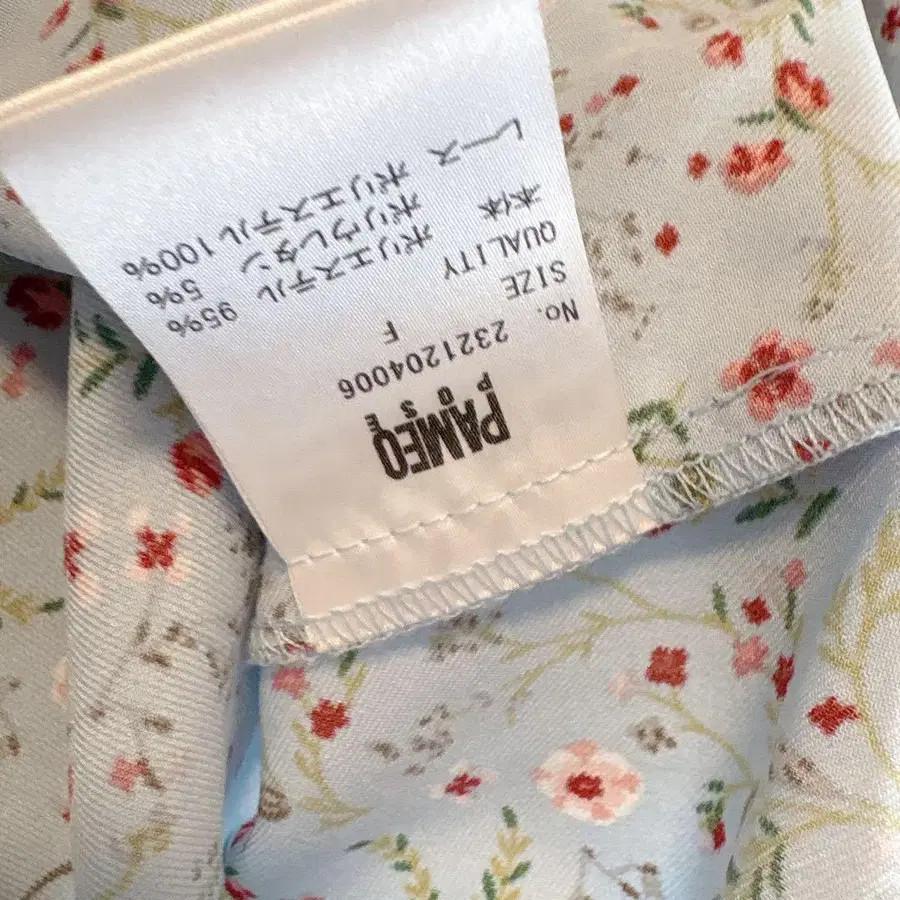 PAMEO
POSE
No. 2321204006
SIZE F
QUALITY
本体 ポリエステル 95%
ポリウレタン 5%
レース ポリエステル100%